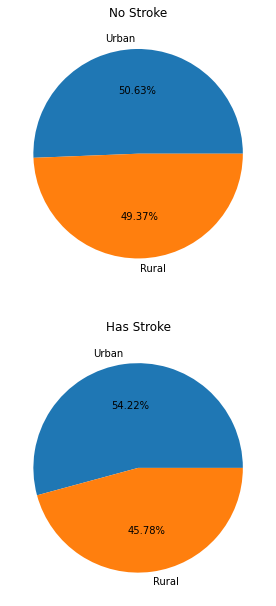 No Stroke
Urban
50.63%
49.37%
Rural
Has Stroke
Urban
54.22%
45.78%
Rural